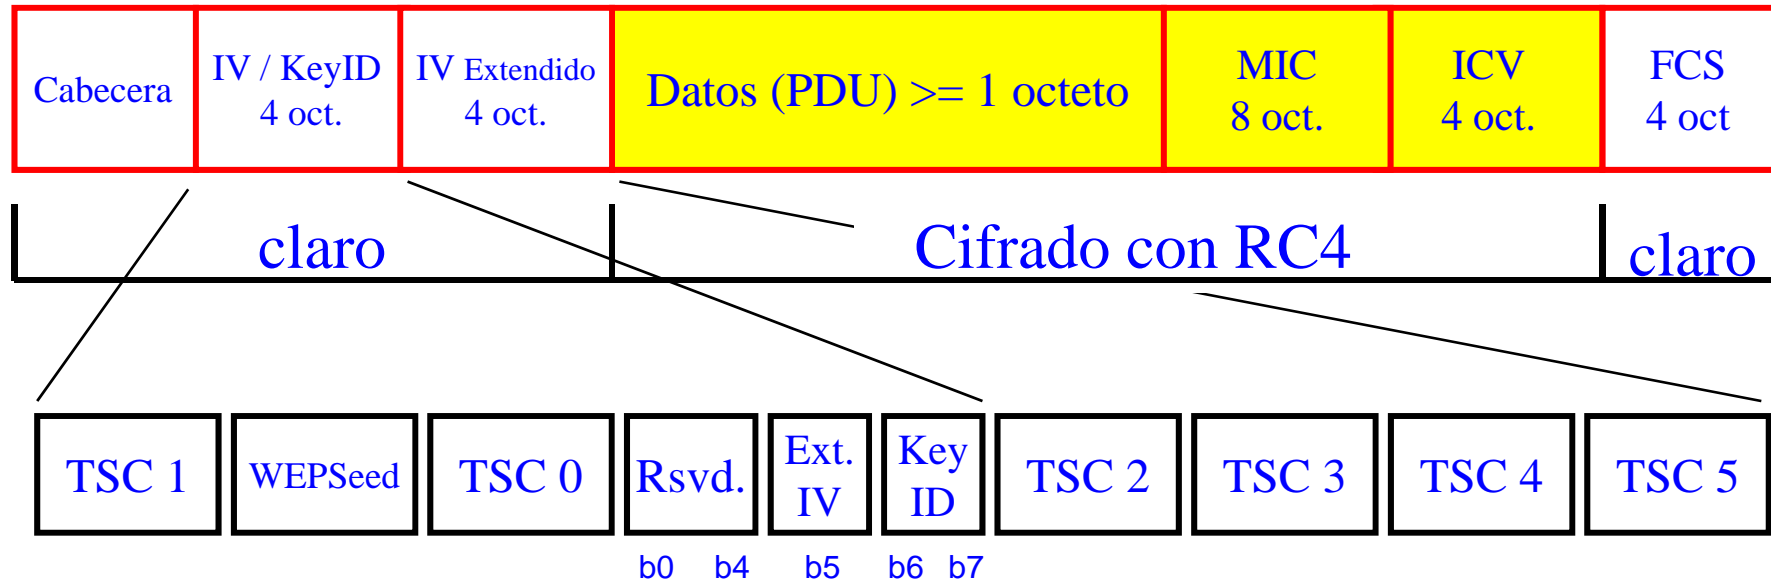 Cabecera
IV / KeyID
4 oct.
IV Extendido
4 oct.
Datos (PDU) >= 1 octeto
MIC
8 oct.
ICV
4 oct.
FCS
4 oct
claro
Cifrado con RC4
claro
TSC 1
WEPSeed
TSC 0
Rsvd.
Ext.
IV
Key
ID
TSC 2
TSC 3
TSC 4
TSC 5
b0 b4 b5 b6 b7